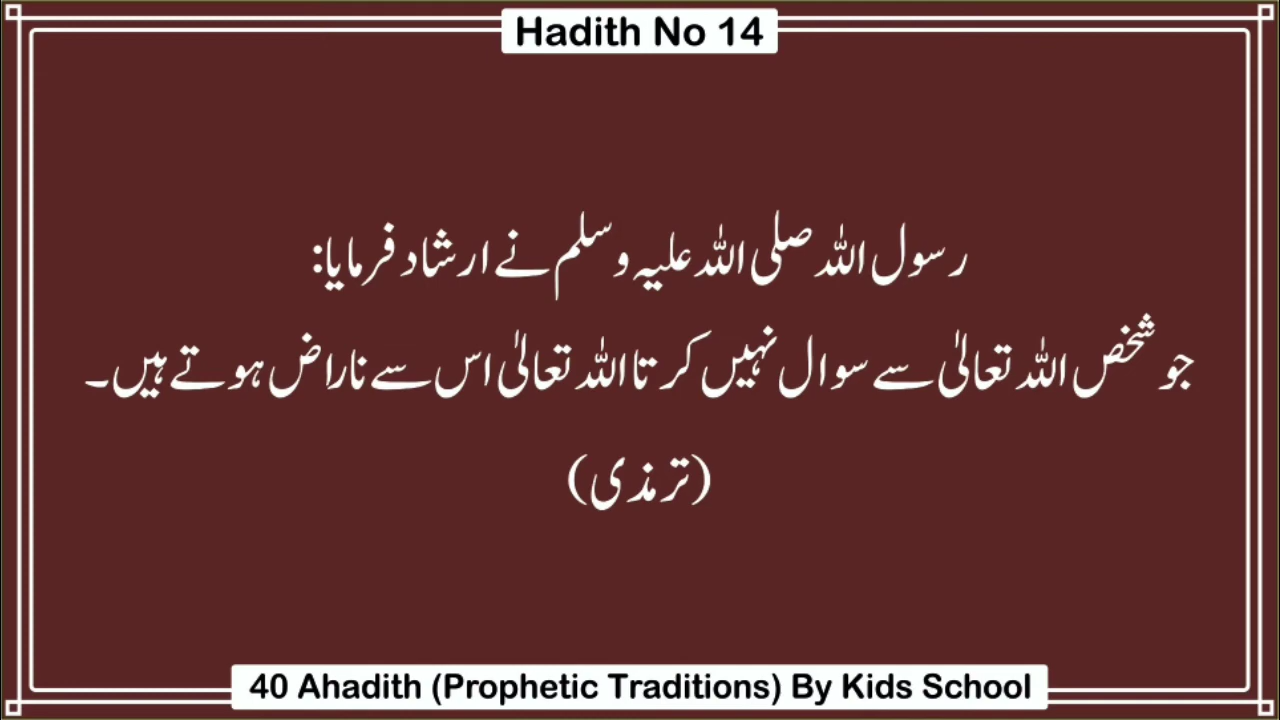 Hadith No 14
رسول اللہ صلی اللہ علیہ وسلم نے ارشاد فرمایا:
جو شخص اللہ تعالیٰ سے سوال نہیں کرتا اللہ تعالیٰ اس سے ناراض ہوتے ہیں۔
(ترمذی)
40 Ahadith (Prophetic Traditions) By Kids School